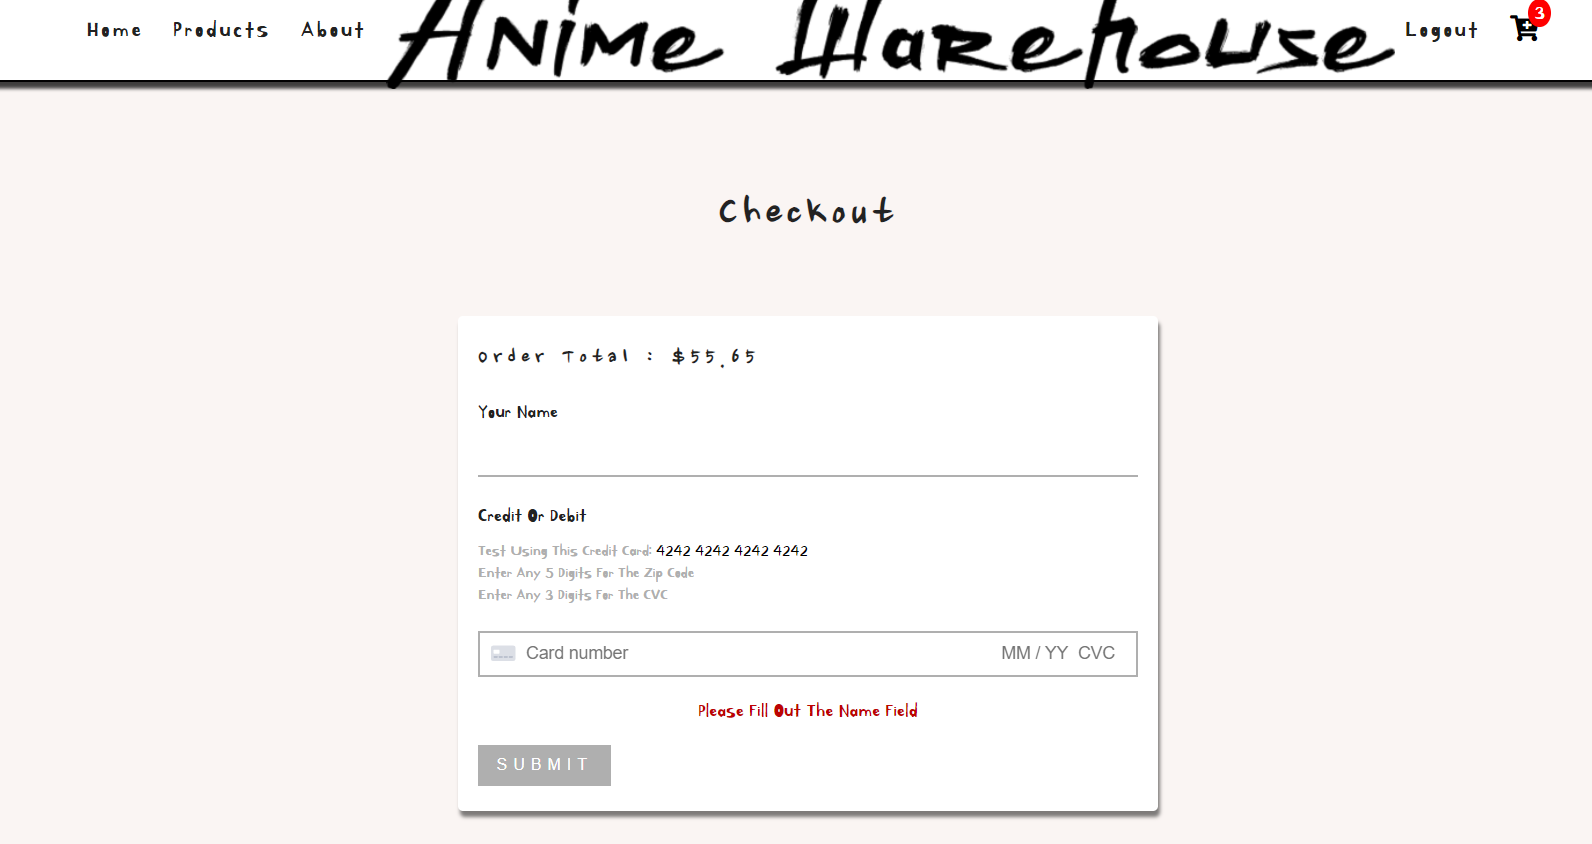 Home Products About Anime Warehouse Logout 3
Checkout
Order Total : $55.65
Your Name
Credit Or Debit
Test Using This Credit Card: 4242 4242 4242 4242
Enter Any 5 Digits For The Zip Code
Enter Any 3 Digits For The CVC
Card number MM / YY CVC
Please Fill Out The Name Field
SUBMIT